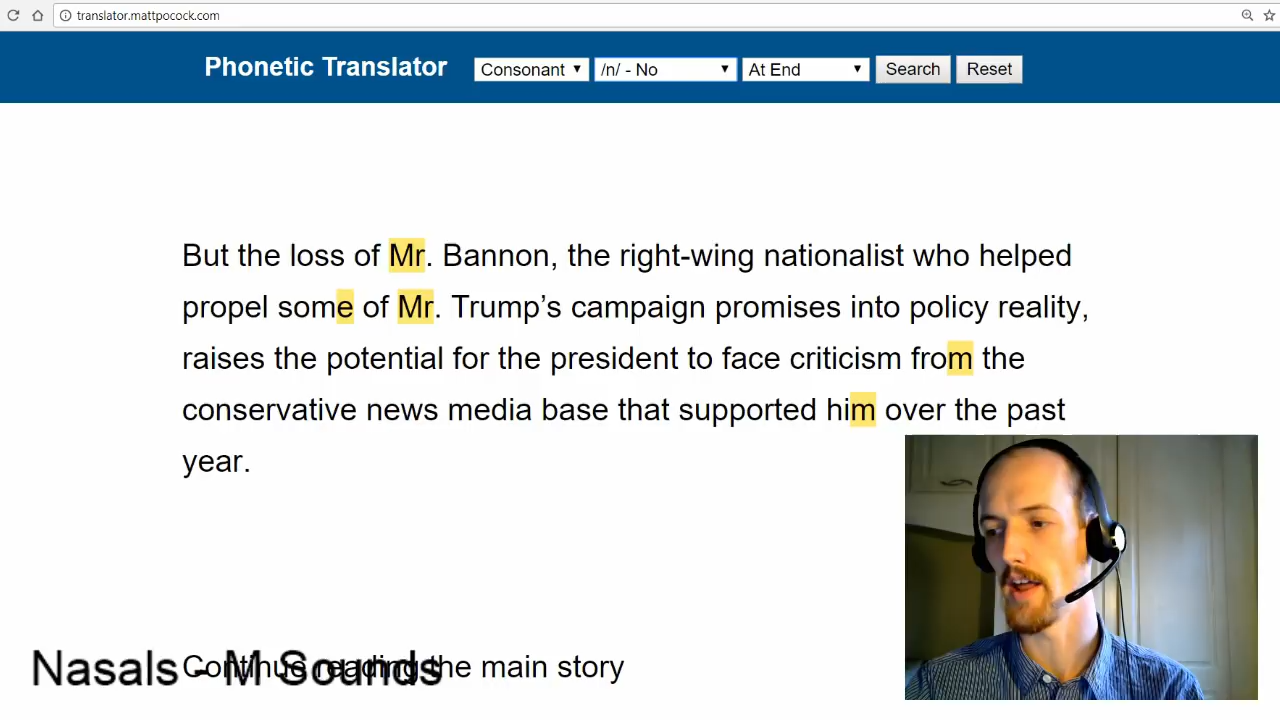 translator.mattpocock.com
Phonetic Translator Consonant /n/ - No At End Search Reset
But the loss of Mr. Bannon, the right-wing nationalist who helped
propel some of Mr. Trump’s campaign promises into policy reality,
raises the potential for the president to face criticism from the
conservative news media base that supported him over the past
year.
Continue reading the main story
Nasals - M Sounds